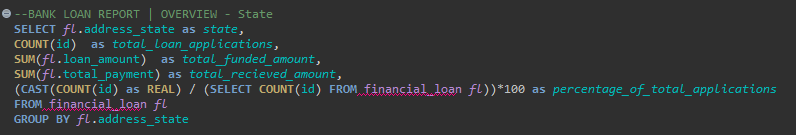 --BANK LOAN REPORT | OVERVIEW - State
SELECT fl.address_state as state,
COUNT(id)  as total_loan_applications,
SUM(fl.loan_amount)  as total_funded_amount,
SUM(fl.total_payment) as total_recieved_amount,
(CAST(COUNT(id) as REAL) / (SELECT COUNT(id) FROM financial_loan fl))*100 as percentage_of_total_applications
FROM financial_loan fl
GROUP BY fl.address_state